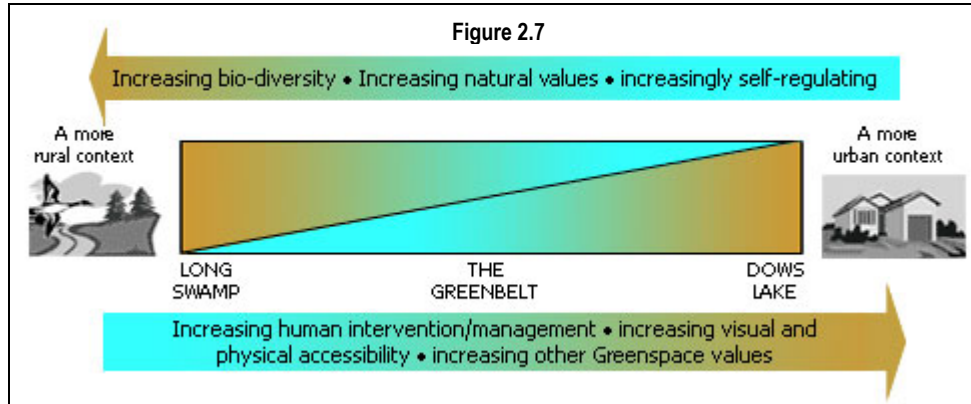 Figure 2.7
Increasing bio-diversity • Increasing natural values • increasingly self-regulating
A more
rural context
A more
urban context
LONG
SWAMP
THE
GREENBELT
DOWS
LAKE
Increasing human intervention/management • increasing visual and
physical accessibility • increasing other Greenspace values